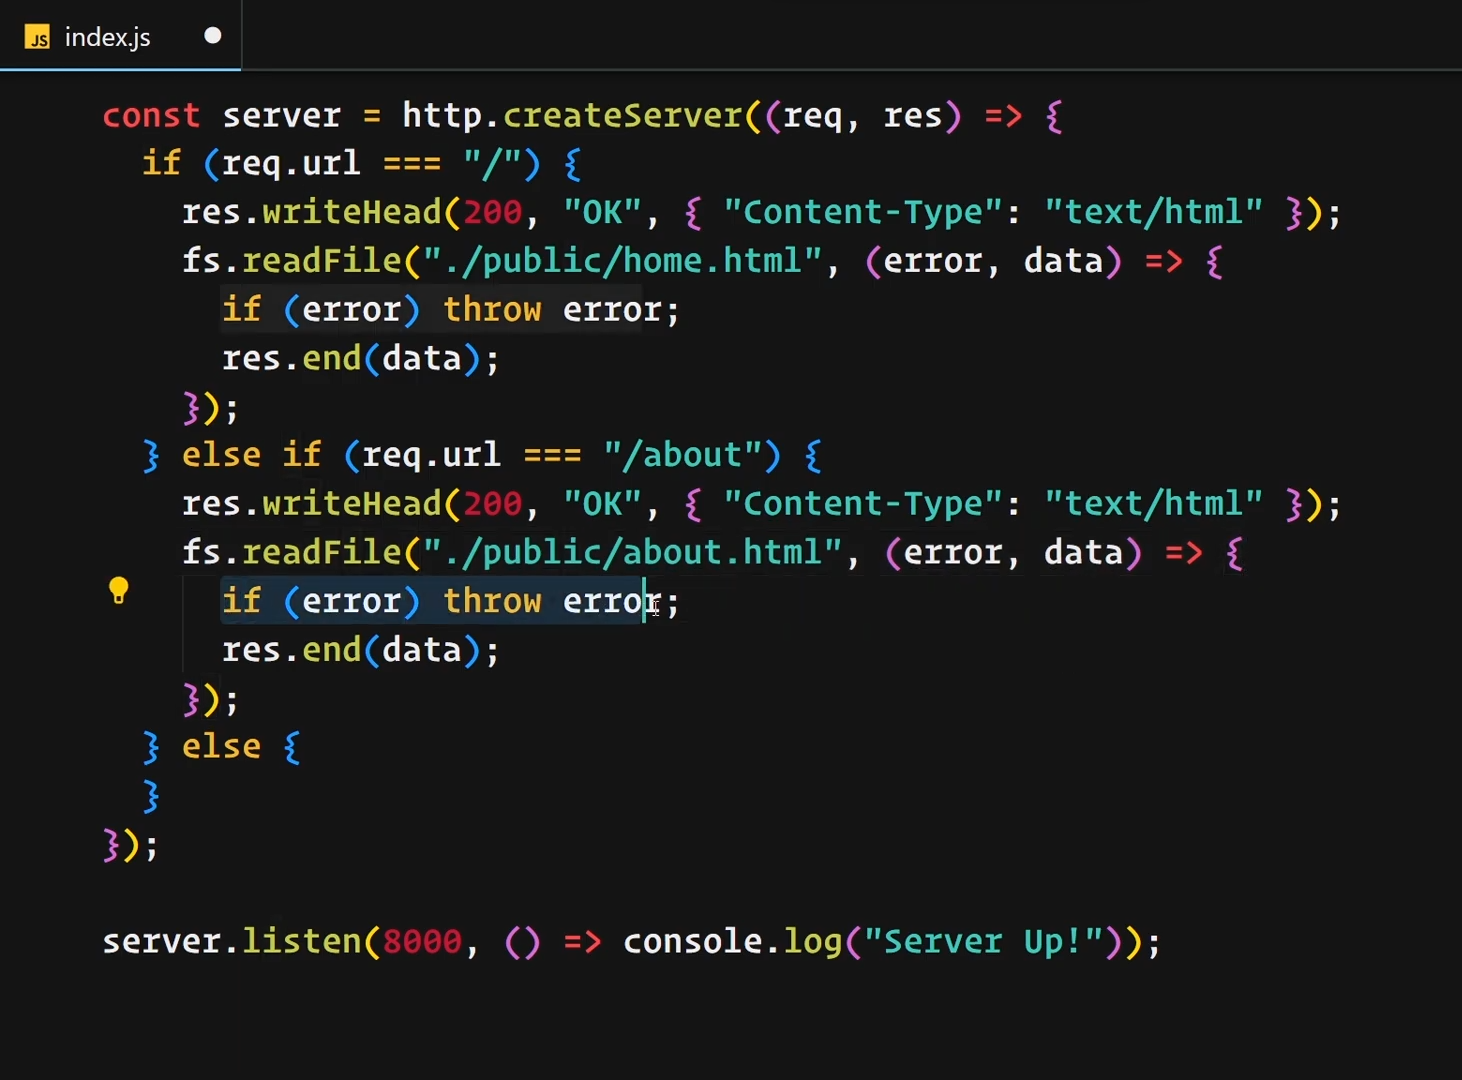 JS index.js
const server = http.createServer((req, res) => {
  if (req.url === "/") {
    res.writeHead(200, "OK", { "Content-Type": "text/html" });
    fs.readFile("./public/home.html", (error, data) => {
      if (error) throw error;
      res.end(data);
    });
  } else if (req.url === "/about") {
    res.writeHead(200, "OK", { "Content-Type": "text/html" });
    fs.readFile("./public/about.html", (error, data) => {
      if (error) throw error;
      res.end(data);
    });
  } else {
  }
});
server.listen(8000, () => console.log("Server Up!"));